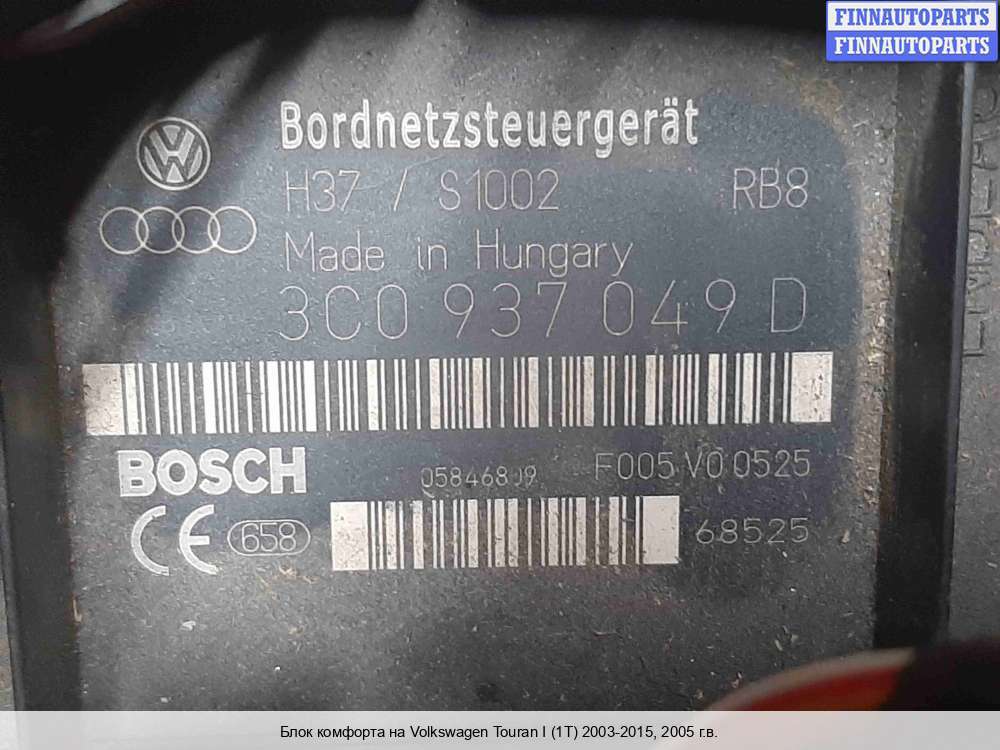 FINNAUTOPARTS
FINNAUTOPARTS
Bordnetzsteuergerät
H37 / S1002 RB8
Made in Hungary
3C0 937 049 D
BOSCH
05846809 F005 V0 0525
CE 658
68525
Блок комфорта на Volkswagen Touran I (1T) 2003-2015, 2005 г.в.